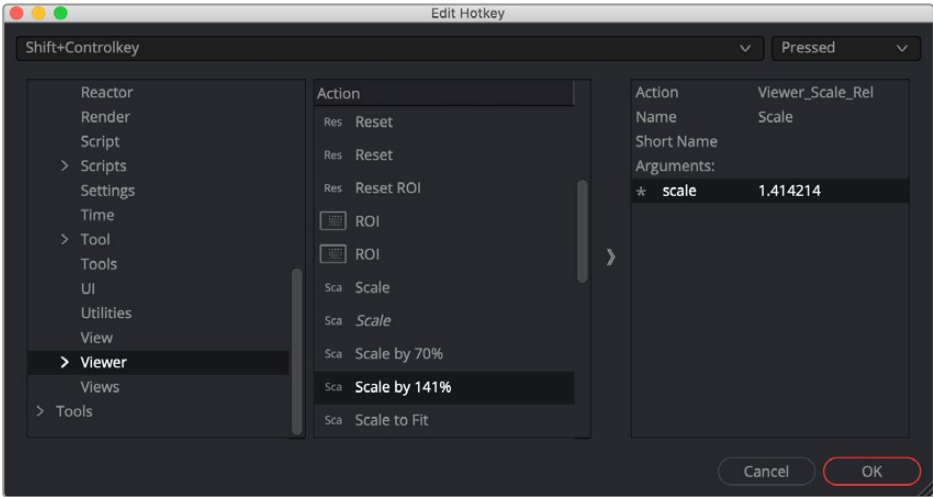 Edit Hotkey
Shift+Controlkey
Pressed
Reactor
Render
Script
> Scripts
Settings
Time
> Tool
Tools
UI
Utilities
View
> Viewer
Views
> Tools
Action
Res Reset
Res Reset
Res Reset ROI
ROI
ROI
Sca Scale
Sca Scale
Sca Scale by 70%
Sca Scale by 141%
Sca Scale to Fit
Action Viewer_Scale_Rel
Name Scale
Short Name
Arguments:
* scale 1.414214
Cancel
OK